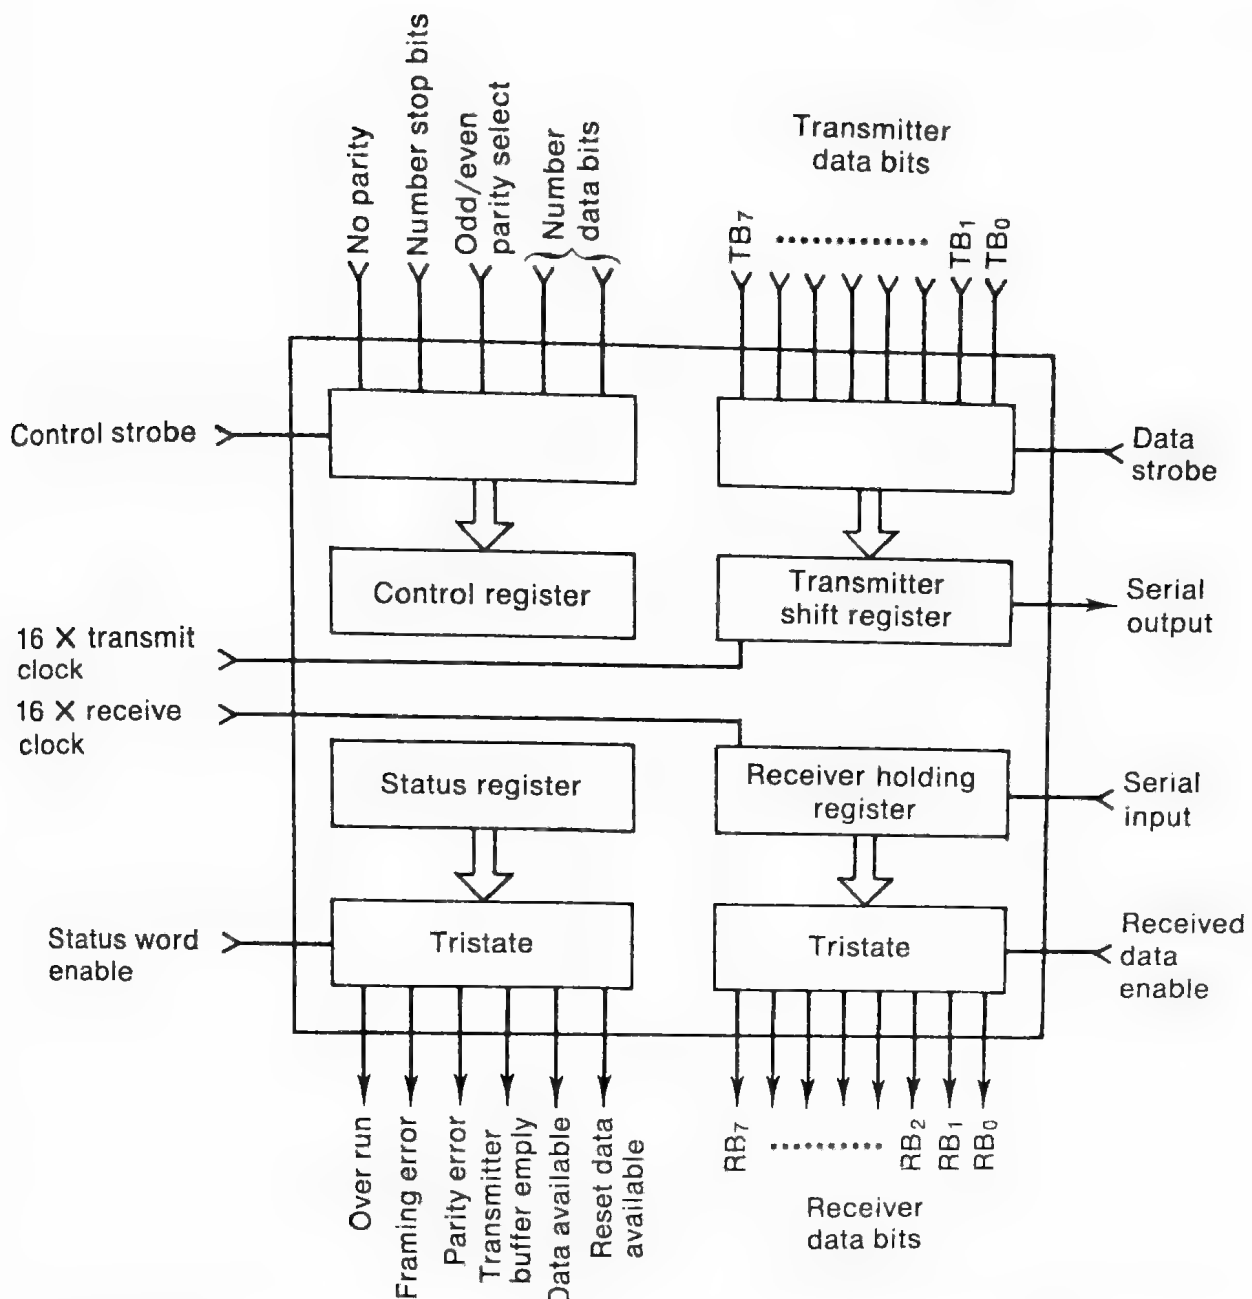 No parity
Number stop bits
Odd/even
parity select
Number
data bits
Transmitter
data bits
TB7
TB1
TB0
Control strobe
Data
strobe
Control register
Transmitter
shift register
Serial
output
16 X transmit
clock
16 X receive
clock
Status register
Receiver holding
register
Serial
input
Status word
enable
Tristate
Tristate
Received
data
enable
Over run
Framing error
Parity error
Transmitter
buffer emply
Data available
Reset data
available
RB7
RB2
RB1
RB0
Receiver
data bits